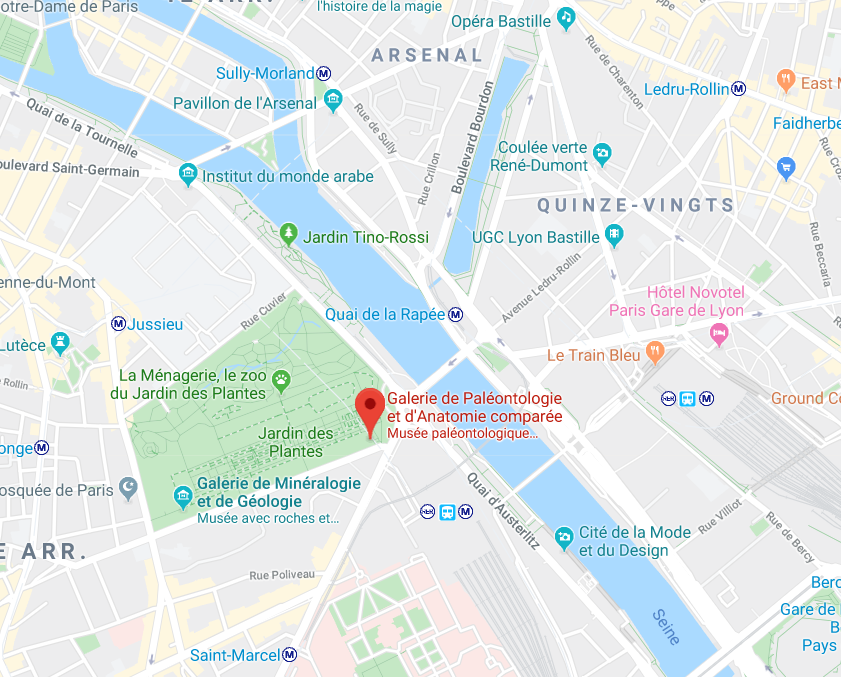 otre-Dame de Paris
l'histoire de la magie
Opéra Bastille
ARSENAL
Rue de Charenton
Sully-Morland
M
Ledru-Rollin
M
East M
Pavillon de l'Arsenal
Quai de la Tournelle
Rue de Sully
Boulevard Bourdon
Faidherbe
Coulée verte
René-Dumont
Rue Croz
oulevard Saint-Germain
Institut du monde arabe
Rue Crillon
QUINZE-VINGTS
Jardin Tino-Rossi
UGC Lyon Bastille
Rue Beccaria
Avenue Ledru-Rollin
enne-du-Mont
Hôtel Novotel
Paris Gare de Lyon
Rue Cuvier
Quai de la Rapée
M
M
Jussieu
Lutèce
Le Train Bleu
La Ménagerie, le zoo
du Jardin des Plantes
Rollin
Galerie de Paléontologie
et d'Anatomie comparée
Musée paléontologique...
RER
M
Ground Co
Jardin des
Plantes
onge
M
osquée de Paris
Galerie de Minéralogie
et de Géologie
Musée avec roches et...
Quai d'Austerlitz
RER
M
Rue Villiot
Rue de Bercy
Cité de la Mode
et du Design
E ARR.
Rue Poliveau
Berc
Gare de
B
Pays
Seine
Saint-Marcel
M